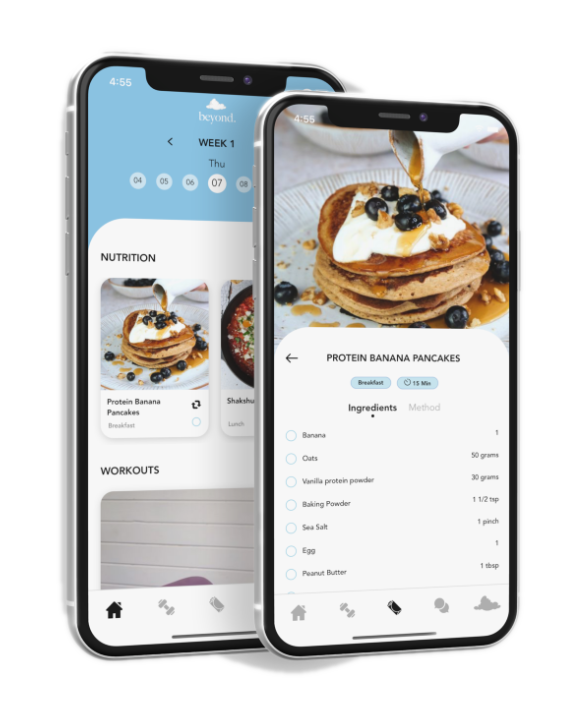 4:55
beyond.
WEEK 1
Thu
04 05 06 07 08
NUTRITION
Protein Banana
Pancakes
Breakfast
Shakshu
Lunch
WORKOUTS
4:55
PROTEIN BANANA PANCAKES
Breakfast 15 Min
Ingredients Method
Banana 1
Oats 50 grams
Vanilla protein powder 30 grams
Baking Powder 1 1/2 tsp
Sea Salt 1 pinch
Egg 1
Peanut Butter 1 tbsp